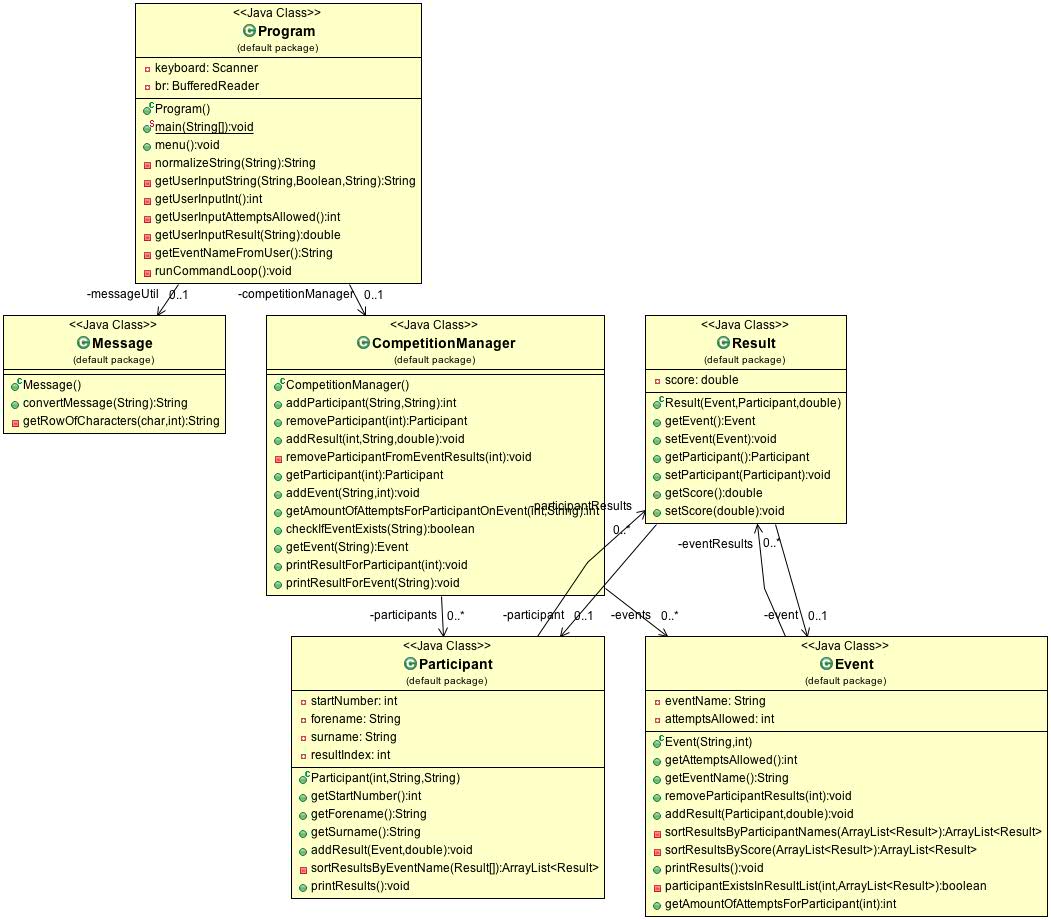 <<Java Class>>
Program
(default package)
keyboard: Scanner
br: BufferedReader
Program()
main(String[]):void
menu():void
normalizeString(String):String
getUserInputString(String,Boolean,String):String
getUserInputInt():int
getUserInputAttemptsAllowed():int
getUserInputResult(String):double
getEventNameFromUser():String
runCommandLoop():void
-messageUtil 0..1
-competitionManager 0..1
<<Java Class>>
Message
(default package)
Message()
convertMessage(String):String
getRowOfCharacters(char,int):String
<<Java Class>>
CompetitionManager
(default package)
CompetitionManager()
addParticipant(String,String):int
removeParticipant(int):Participant
addResult(int,String,double):void
removeParticipantFromEventResults(int):void
getParticipant(int):Participant
addEvent(String,int):void
getAmountOfAttemptsForParticipantOnEvent(int,String):int
checkIfEventExists(String):boolean
getEvent(String):Event
printResultForParticipant(int):void
printResultForEvent(String):void
<<Java Class>>
Result
(default package)
score: double
Result(Event,Participant,double)
getEvent():Event
setEvent(Event):void
getParticipant():Participant
setParticipant(Participant):void
getScore():double
setScore(double):void
-participantResults
0..*
-eventResults 0..*
-participants 0..*
-participant 0..1
-events 0..*
-event 0..1
<<Java Class>>
Participant
(default package)
startNumber: int
forename: String
surname: String
resultIndex: int
Participant(int,String,String)
getStartNumber():int
getForename():String
getSurname():String
addResult(Event,double):void
sortResultsByEventName(Result[]):ArrayList<Result>
printResults():void
<<Java Class>>
Event
(default package)
eventName: String
attemptsAllowed: int
Event(String,int)
getAttemptsAllowed():int
getEventName():String
removeParticipantResults(int):void
addResult(Participant,double):void
sortResultsByParticipantNames(ArrayList<Result>):ArrayList<Result>
sortResultsByScore(ArrayList<Result>):ArrayList<Result>
printResults():void
participantExistsInResultList(int,ArrayList<Result>):boolean
getAmountOfAttemptsForParticipant(int):int